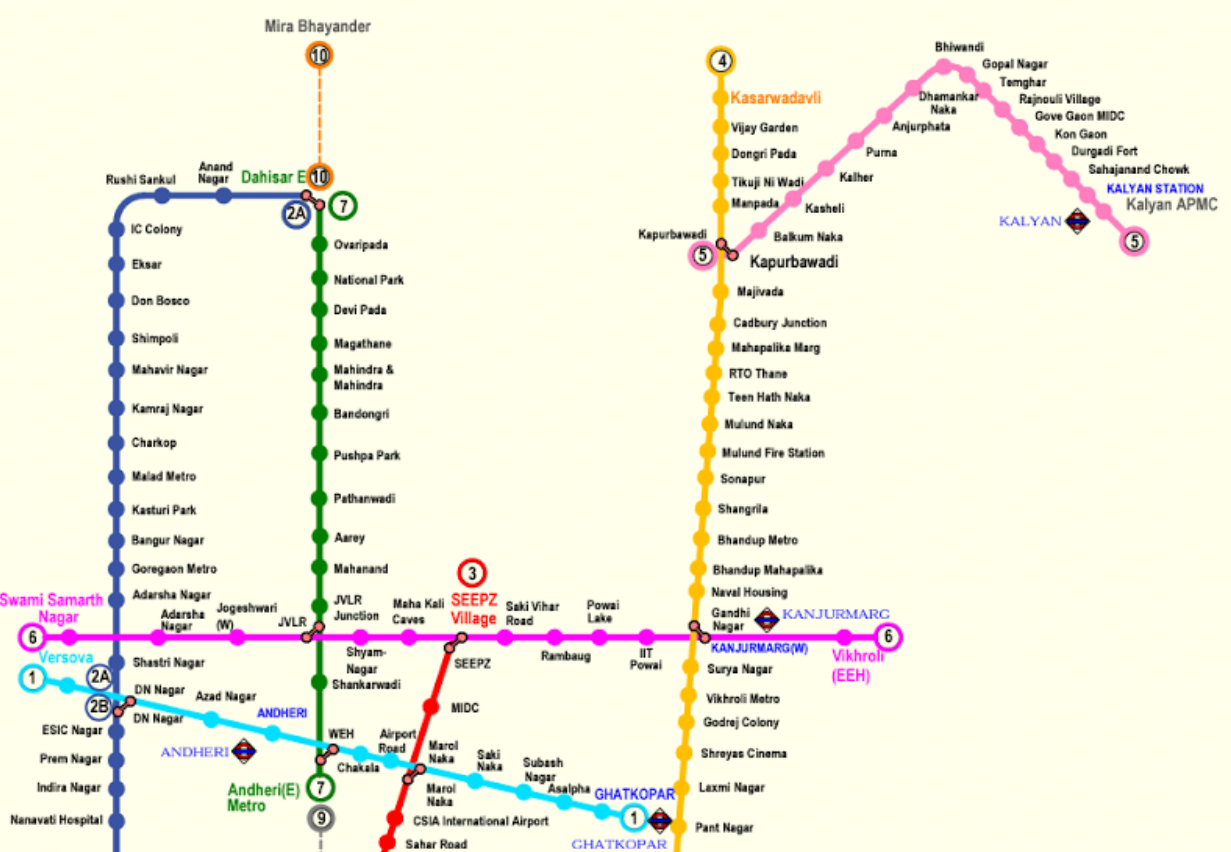 Mira Bhayander
10
10
Dahisar E
Rushi Sankul
Anand
Nagar
2A
7
IC Colony
Eksar
Don Bosco
Shimpoli
Mahavir Nagar
Kamraj Nagar
Charkop
Malad Metro
Kasturi Park
Bangur Nagar
Goregaon Metro
Adarsha Nagar
Shastri Nagar
2A
2B
DN Nagar
DN Nagar
ESIC Nagar
Prem Nagar
Indira Nagar
Nanavati Hospital
Ovaripada
National Park
Devi Pada
Magathane
Mahindra &
Mahindra
Bandongri
Pushpa Park
Pathanwadi
Aarey
Mahanand
JVLR
Junction
JVLR
Shankarwadi
WEH
Andheri(E)
Metro
7
9
Swami Samarth
Nagar
6
Adarsha
Nagar
Jogeshwari
(W)
Shyam-
Nagar
Maha Kali
Caves
3
SEEPZ
Village
SEEPZ
MIDC
Marol
Naka
Marol
Naka
CSIA International Airport
Sahar Road
Saki Vihar
Road
Rambaug
Powai
Lake
IIT
Powai
KANJURMARG(W)
KANJURMARG
Vikhroli
(EEH)
6
Versova
1
Azad Nagar
ANDHERI
ANDHERI
Chakala
Airport
Road
Saki
Naka
Subash
Nagar
Asalpha
GHATKOPAR
1
GHATKOPAR
4
Kasarwadavli
Vijay Garden
Dongri Pada
Tikuji Ni Wadi
Manpada
Kapurbawadi
5
Kapurbawadi
Majivada
Cadbury Junction
Mahapalika Marg
RTO Thane
Teen Hath Naka
Mulund Naka
Mulund Fire Station
Sonapur
Shangrila
Bhandup Metro
Bhandup Mahapalika
Naval Housing
Gandhi
Nagar
Surya Nagar
Vikhroli Metro
Godrej Colony
Shreyas Cinema
Laxmi Nagar
Pant Nagar
Balkum Naka
Kasheli
Kalher
Purna
Anjurphata
Dhamankar
Naka
Bhiwandi
Gopal Nagar
Temghar
Rajnouli Village
Gove Gaon MIDC
Kon Gaon
Durgadi Fort
Sahajanand Chowk
KALYAN STATION
Kalyan APMC
KALYAN
5